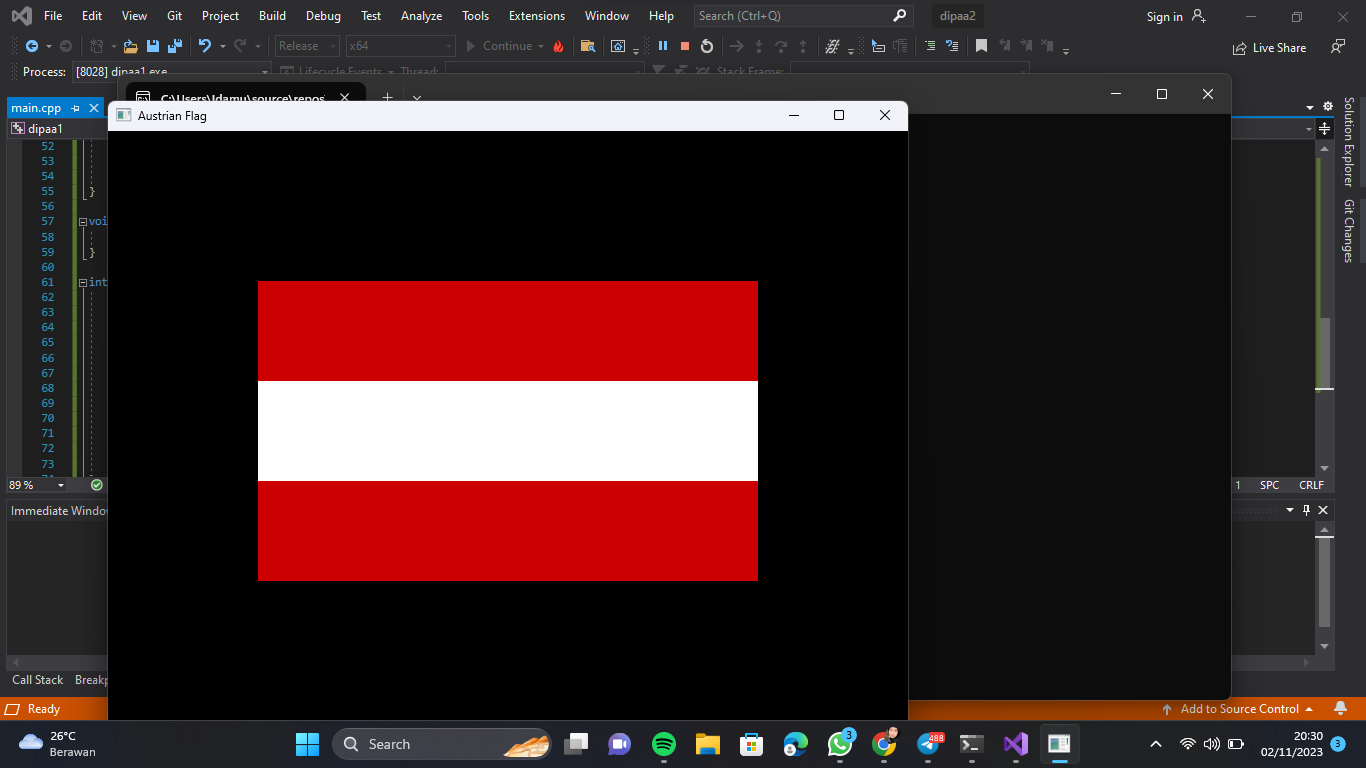 File Edit View Git Project Build Debug Test Analyze Tools Extensions Window Help Search (Ctrl+Q) dipaa2 Sign in
Release x64 Continue Live Share
Process: [8028] dipaa1.exe Lifecycle Events Thread: Stack Frame:
C:\Users\Idamu\source\repos\
main.cpp
Austrian Flag
dipaa1
Solution Explorer
Git Changes
52
53
54
55 }
56
57 voi
58
59 }
60
61 int
62
63
64
65
66
67
68
69
70
71
72
73
89 % 1 SPC CRLF
Immediate Windo
Call Stack Breakp
Ready Add to Source Control
26°C
Berawan
Search
3
488
20:30
02/11/2023
3